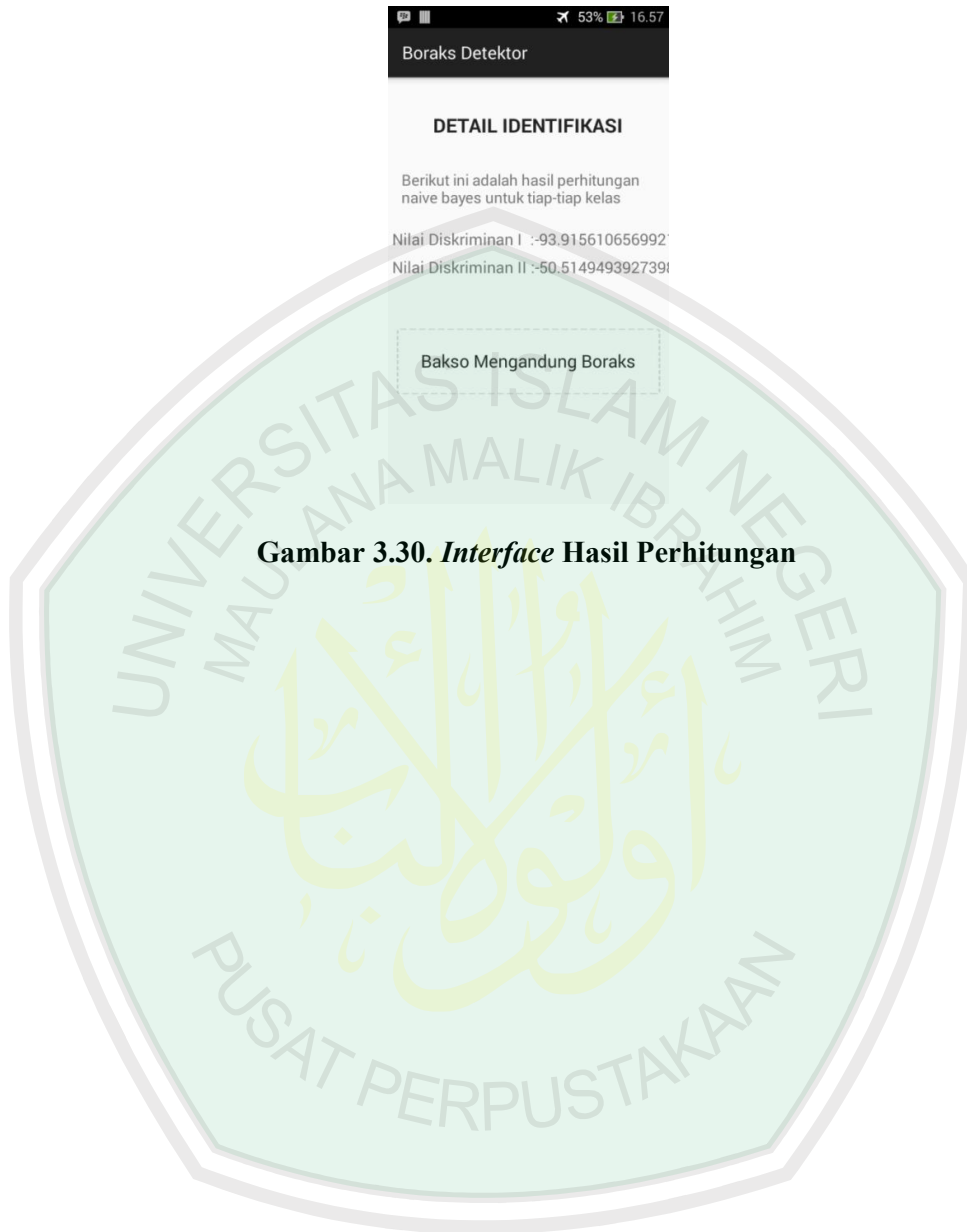 53% 16.57
Boraks Detektor
DETAIL IDENTIFIKASI
Berikut ini adalah hasil perhitungan
naive bayes untuk tiap-tiap kelas
Nilai Diskriminan I :-93.915610656992
Nilai Diskriminan II :-50.514949392739
Bakso Mengandung Boraks
Gambar 3.30. Interface Hasil Perhitungan
UNIVERSITAS ISLAM NEGERI
MAULANA MALIK IBRAHIM
PUSAT PERPUSTAKAAN